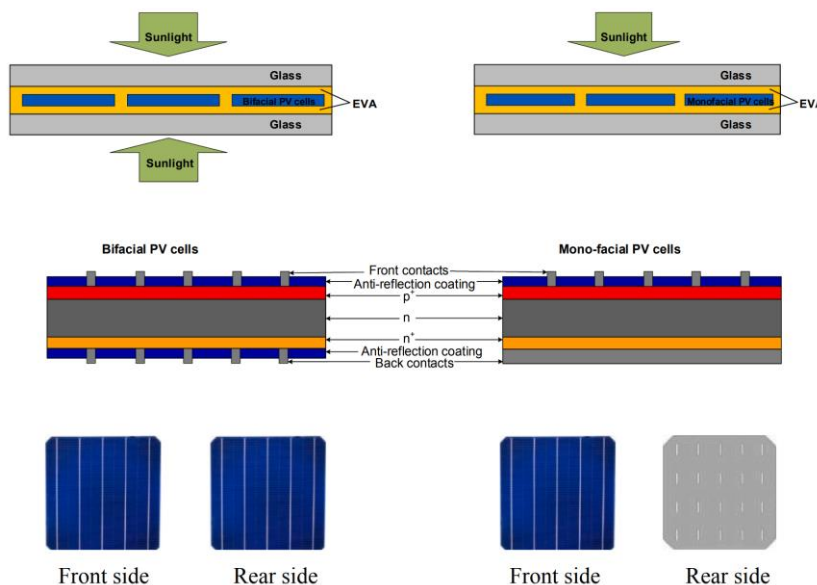 Sunlight
Sunlight
Glass
Glass
Bifacial PV cells
EVA
Monofacial PV cells
EVA
Glass
Glass
Sunlight
Bifacial PV cells
Mono-facial PV cells
Front contacts
Anti-reflection coating
p+
n
n+
Anti-reflection coating
Back contacts
Front side
Rear side
Front side
Rear side